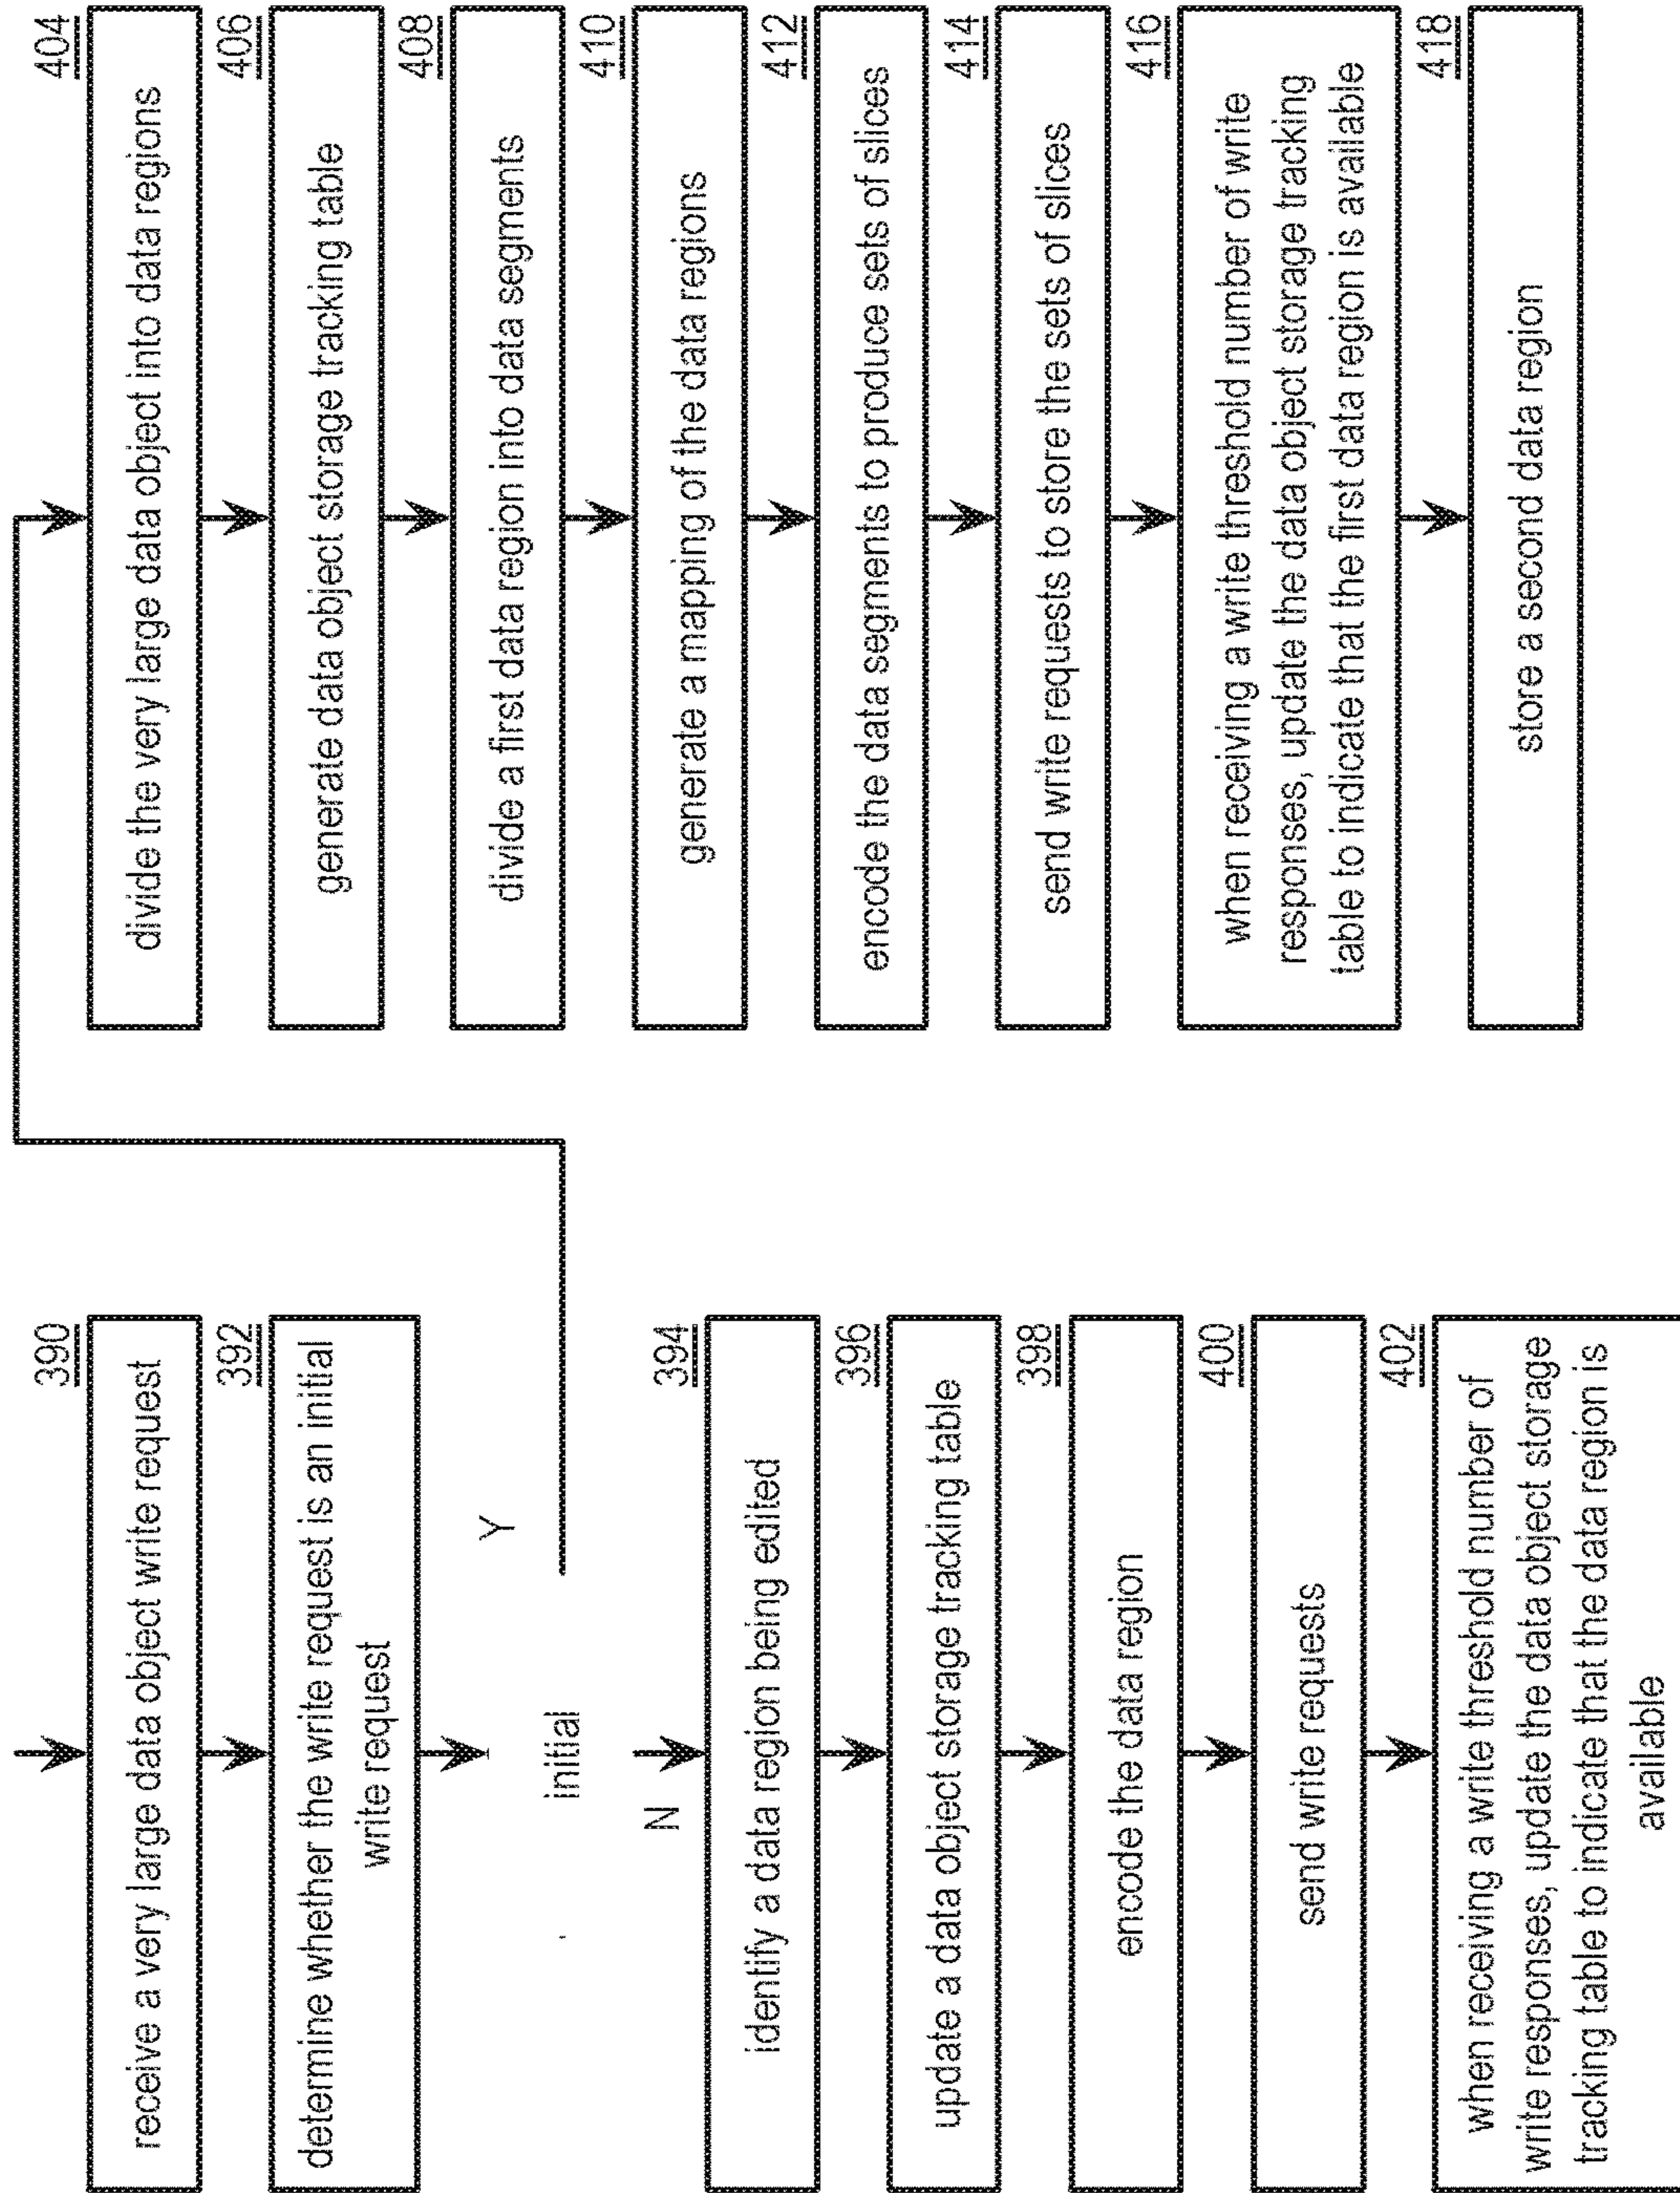 390
receive a very large data object write request
392
determine whether the write request is an initial
write request
Y
initial
N
394
identify a data region being edited
396
update a data object storage tracking table
398
encode the data region
400
send write requests
402
when receiving a write threshold number of
write responses, update the data object storage
tracking table to indicate that the data region is
available
404
divide the very large data object into data regions
406
generate data object storage tracking table
408
divide a first data region into data segments
410
generate a mapping of the data regions
412
encode the data segments to produce sets of slices
414
send write requests to store the sets of slices
416
when receiving a write threshold number of write
responses, update the data object storage tracking
table to indicate that the first data region is available
418
store a second data region